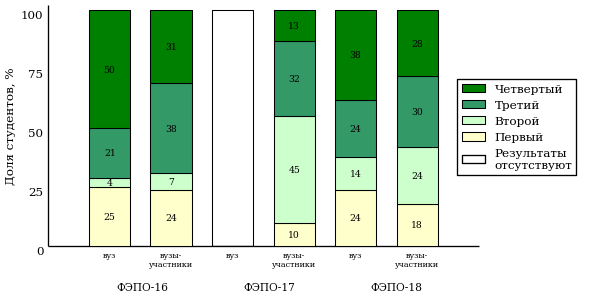 100
75
50
25
0
Доля студентов, %
50
21
4
25
31
38
7
24
13
32
45
10
38
24
14
24
28
30
24
18
вуз
вузы-
участники
вуз
вузы-
участники
вуз
вузы-
участники
ФЭПО-16
ФЭПО-17
ФЭПО-18
Четвертый
Третий
Второй
Первый
Результаты
отсутствуют